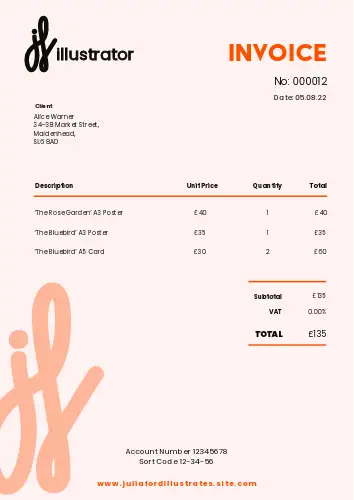 jf illustrator
INVOICE
No: 000012
Date: 05.08.22
Client
Alice Warner
34-38 Market Street,
Maidenhead,
SL6 8AD
Description Unit Price Quantity Total
'The Rose Garden' A3 Poster £40 1 £40
'The Bluebird' A3 Poster £35 1 £35
'The Bluebird' A5 Card £30 2 £60
Subtotal £135
VAT 0.00%
TOTAL £135
jf
Account Number 12345678
Sort Code 12-34-56
www.juliafordillustrates.site.com